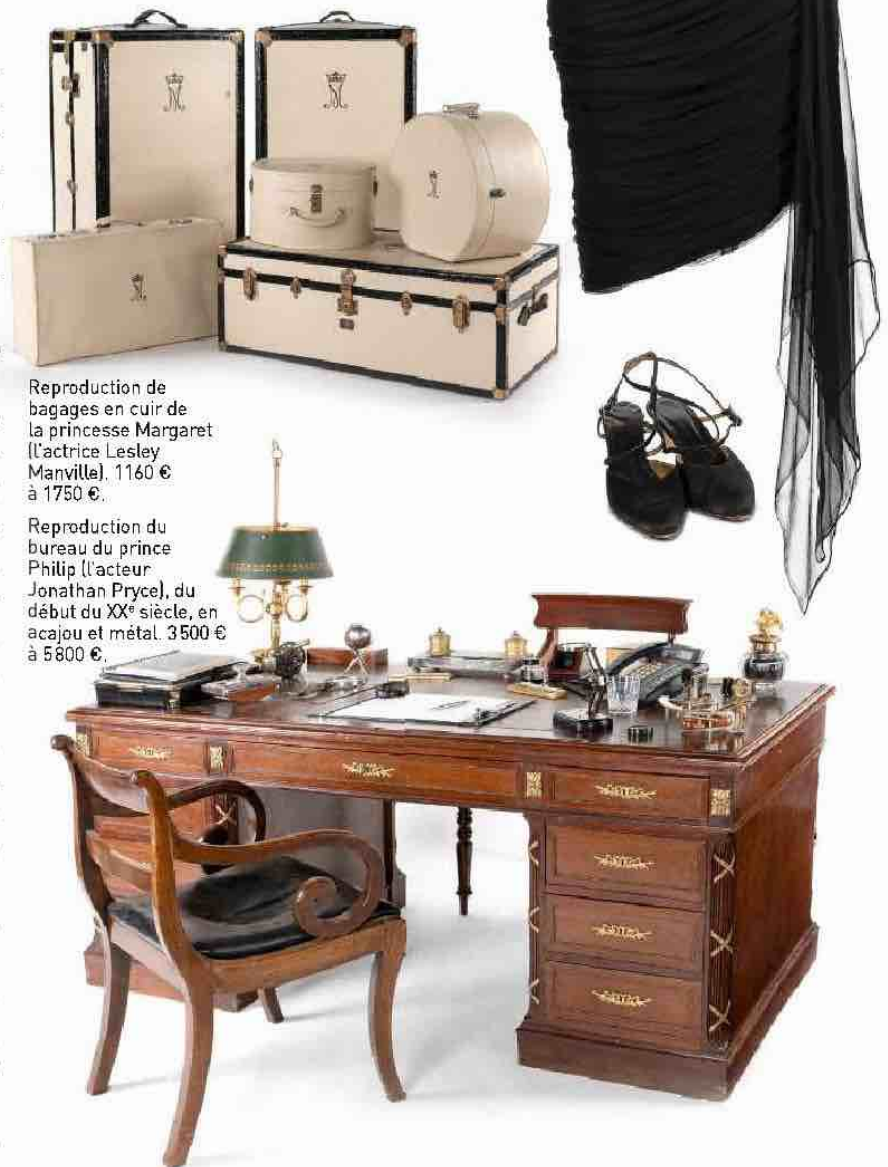 Reproduction de
bagages en cuir de
la princesse Margaret
(l'actrice Lesley
Manville). 1160 €
à 1750 €.
Reproduction du
bureau du prince
Philip (l'acteur
Jonathan Pryce), du
début du XXᵉ siècle, en
acajou et métal. 3500 €
à 5800 €.